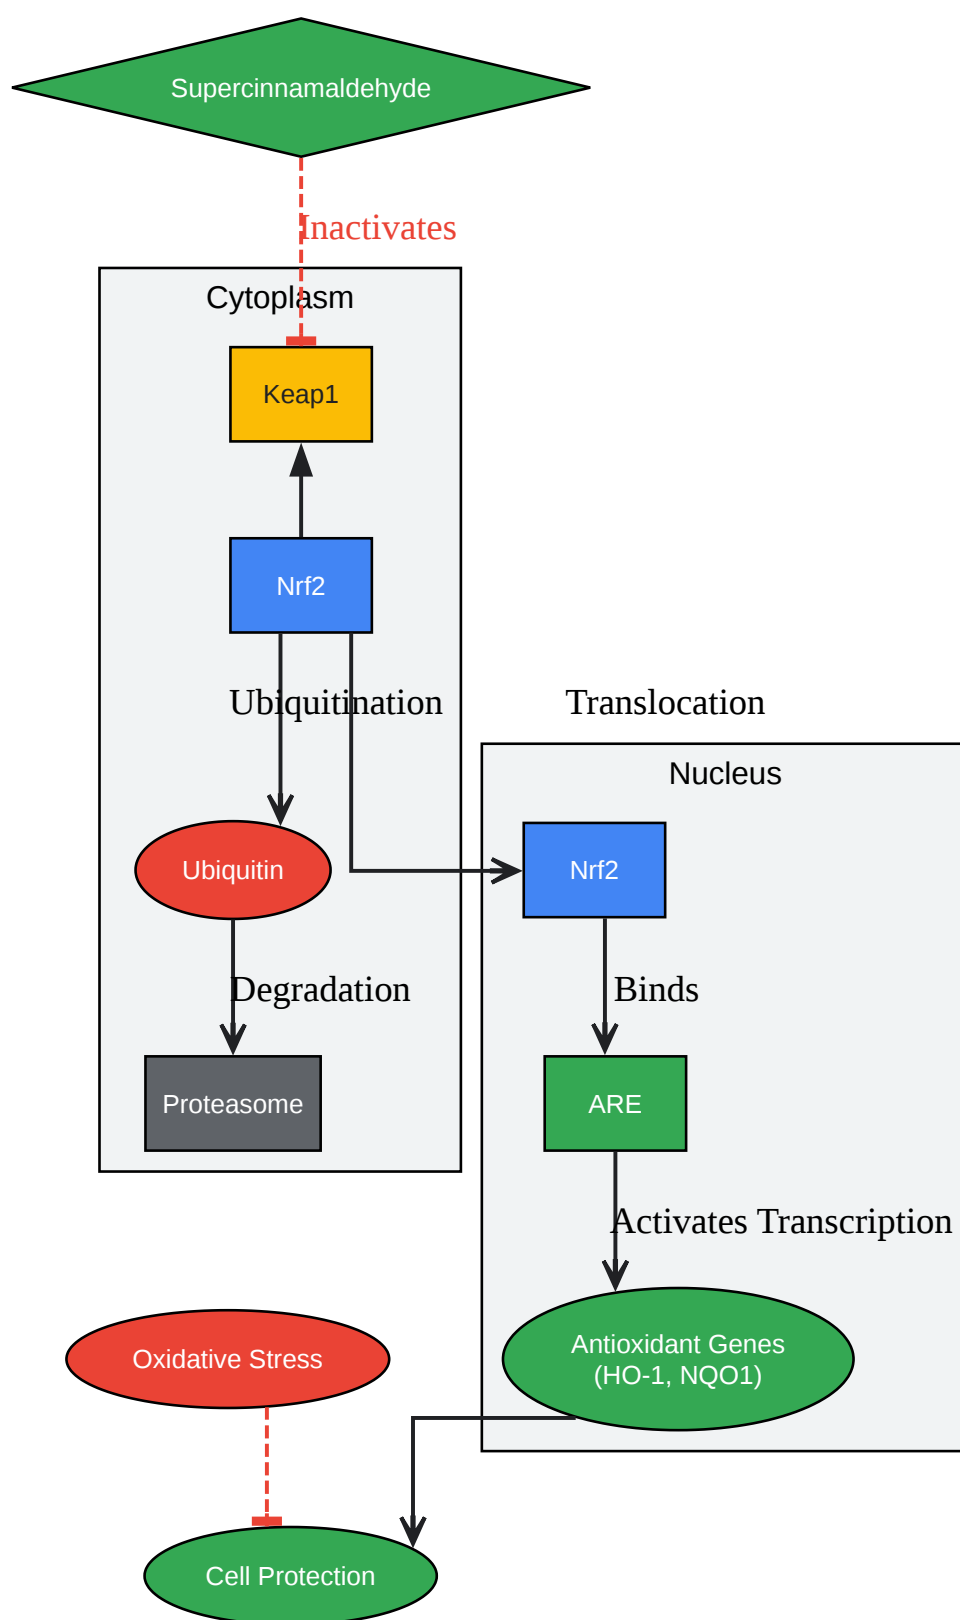 Supercinnamaldehyde
Inactivates
Cytoplasm
Keap1
Nrf2
Ubiquitination
Translocation
Nucleus
Ubiquitin
Nrf2
Degradation
Binds
Proteasome
ARE
Activates Transcription
Oxidative Stress
Antioxidant Genes
(HO-1, NQO1)
Cell Protection